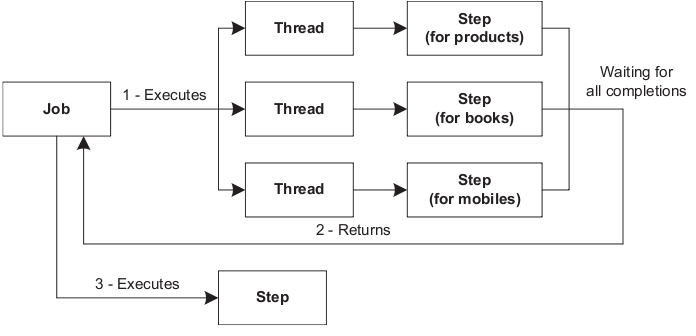 Thread
Step
(for products)
Waiting for
all completions
1 - Executes
Job
Thread
Step
(for books)
Thread
Step
(for mobiles)
2 - Returns
3 - Executes
Step